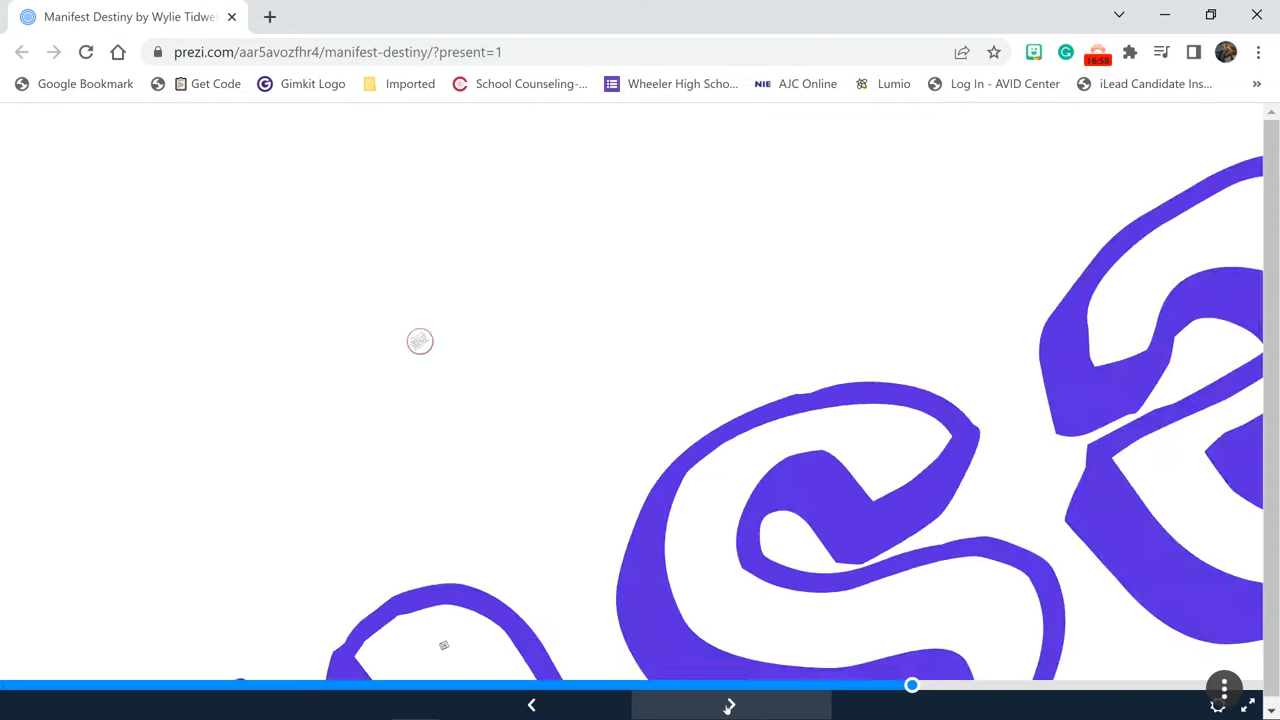 Manifest Destiny by Wylie Tidwe
prezi.com/aar5avozfhr4/manifest-destiny/?present=1
16:58
Google Bookmark
Get Code
Gimkit Logo
Imported
School Counseling-...
Wheeler High Scho...
NIE AJC Online
Lumio
Log In - AVID Center
iLead Candidate Ins...